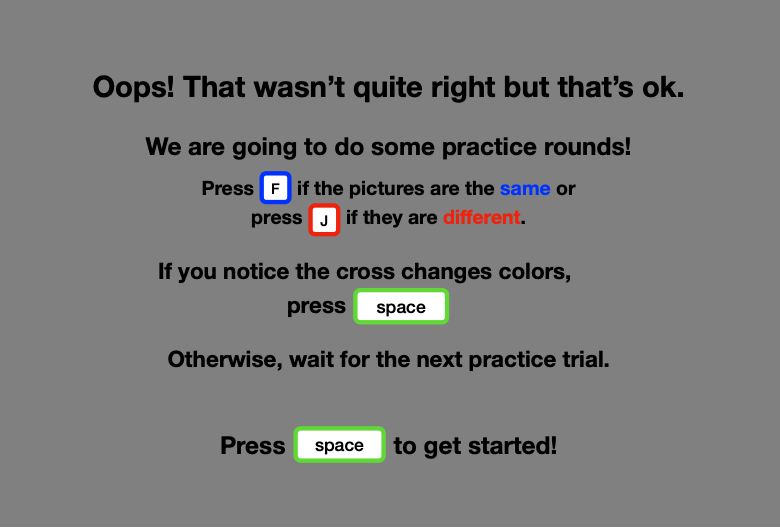 Oops! That wasn’t quite right but that’s ok.
We are going to do some practice rounds!
Press F if the pictures are the same or
press J if they are different.
If you notice the cross changes colors,
press space
Otherwise, wait for the next practice trial.
Press space to get started!